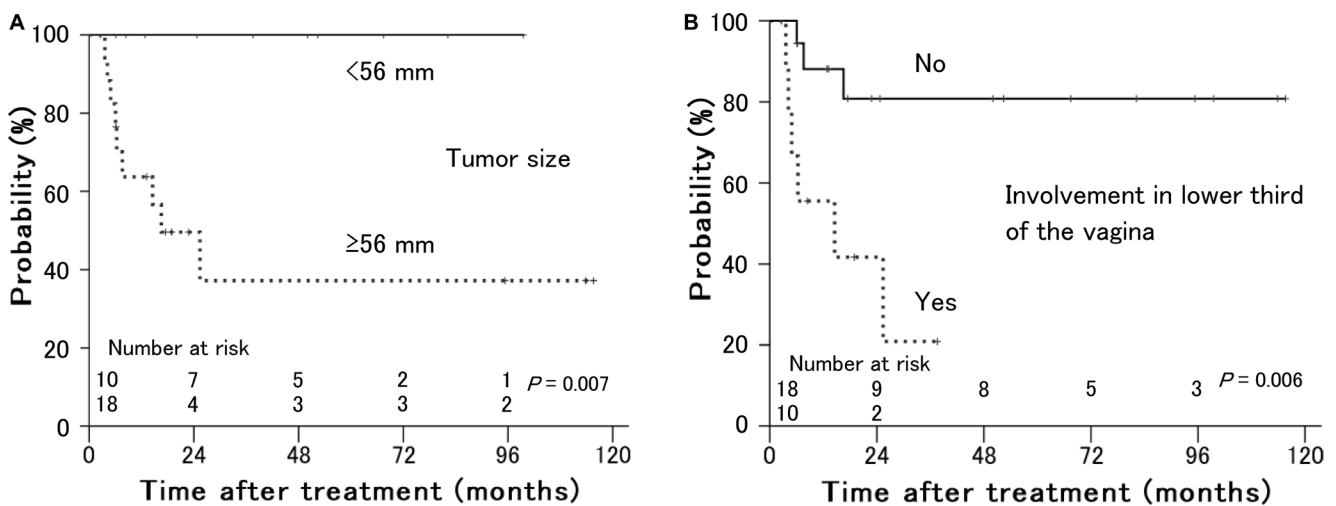 A
100
80
60
40
20
0
Probability (%)
<56 mm
Tumor size
≥56 mm
Number at risk
10 7 5 2 1
18 4 3 3 2
P = 0.007
0 24 48 72 96 120
Time after treatment (months)
B
100
80
60
40
20
0
Probability (%)
No
Involvement in lower third
of the vagina
Yes
Number at risk
18 9 8 5 3
10 2
P = 0.006
0 24 48 72 96 120
Time after treatment (months)